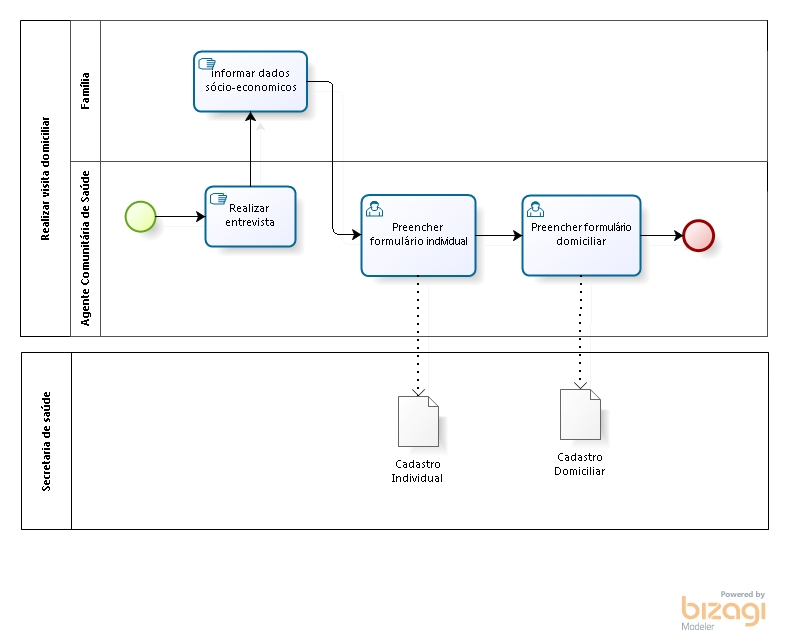 Realizar visita domiciliar
Família
informar dados
sócio-economicos
Agente Comunitária de Saúde
Realizar
entrevista
Preencher
formulário individual
Preencher formulário
domiciliar
Secretaria de saúde
Cadastro
Individual
Cadastro
Domiciliar
Powered by
bizagi
Modeler